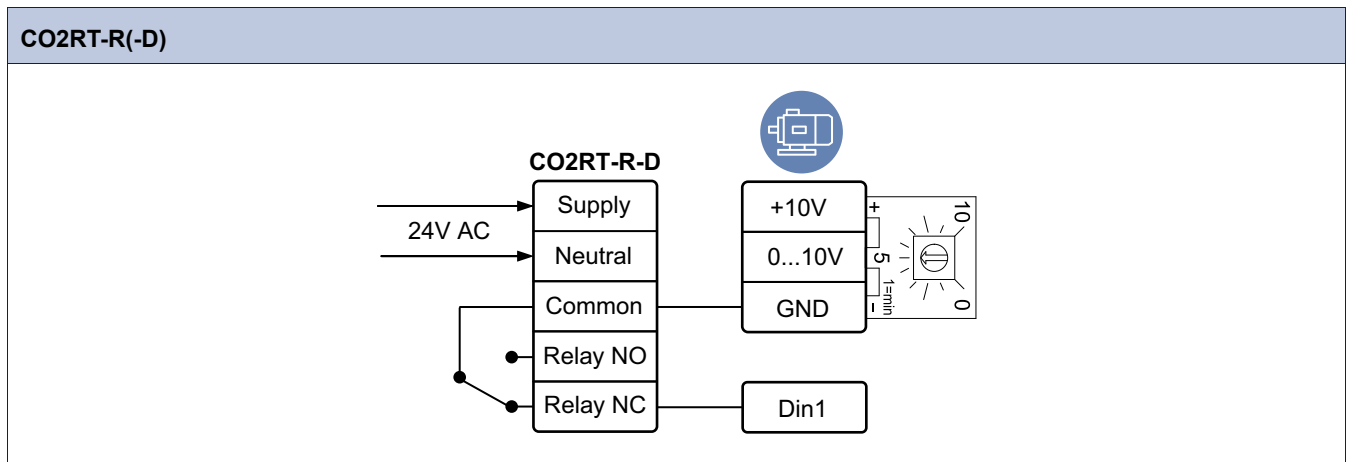 CO2RT-R(-D)
CO2RT-R-D
Supply
24V AC
Neutral
Common
Relay NO
Relay NC
+10V
0...10V
GND
Din1
+
-
10
5
1=min
0